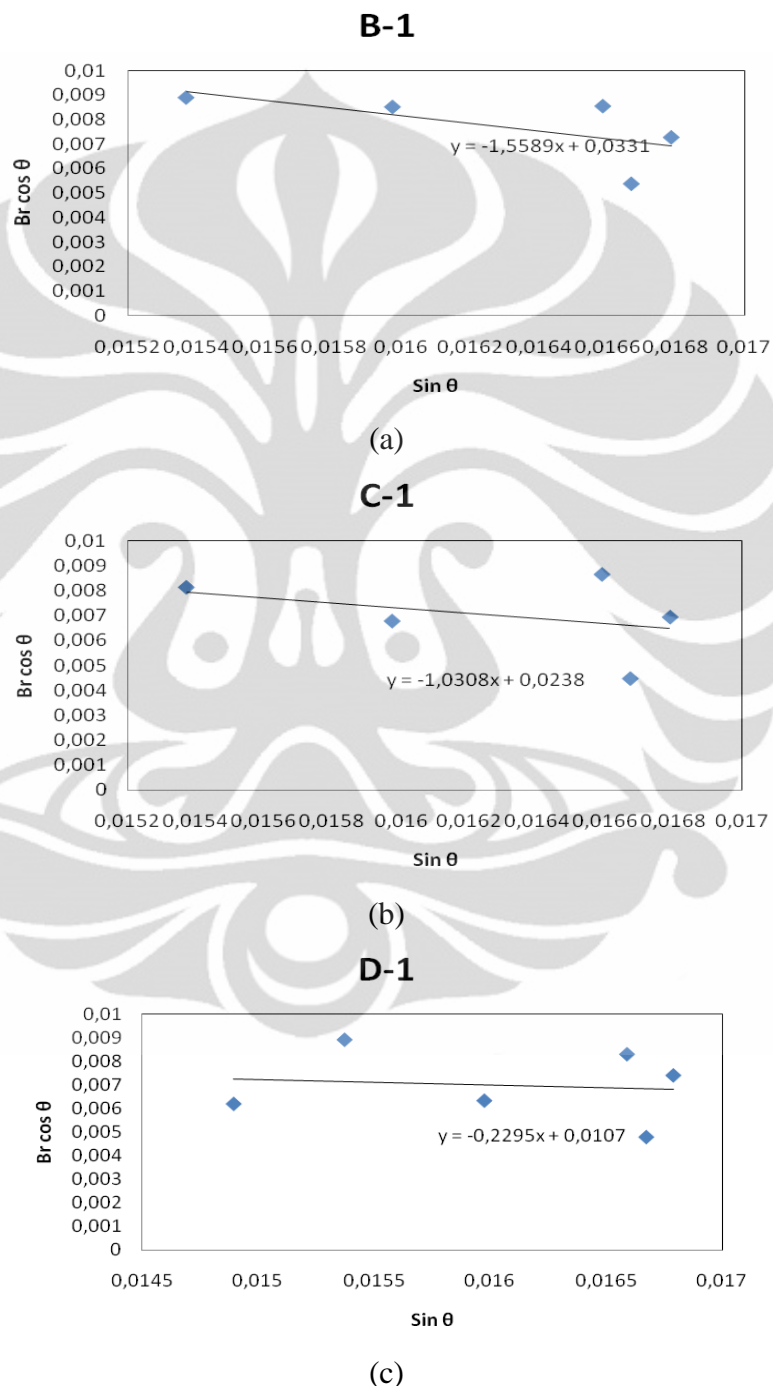 B-1
0,01
0,009
0,008
0,007
0,006
0,005
0,004
0,003
0,002
0,001
0
Br cos θ
y = -1,5589x + 0,0331
0,0152 0,0154 0,0156 0,0158 0,016 0,0162 0,0164 0,0166 0,0168 0,017
Sin θ
(a)
C-1
0,01
0,009
0,008
0,007
0,006
0,005
0,004
0,003
0,002
0,001
0
Br cos θ
y = -1,0308x + 0,0238
0,0152 0,0154 0,0156 0,0158 0,016 0,0162 0,0164 0,0166 0,0168 0,017
Sin θ
(b)
D-1
0,01
0,009
0,008
0,007
0,006
0,005
0,004
0,003
0,002
0,001
0
Br cos θ
y = -0,2295x + 0,0107
0,0145 0,015 0,0155 0,016 0,0165 0,017
Sin θ
(c)